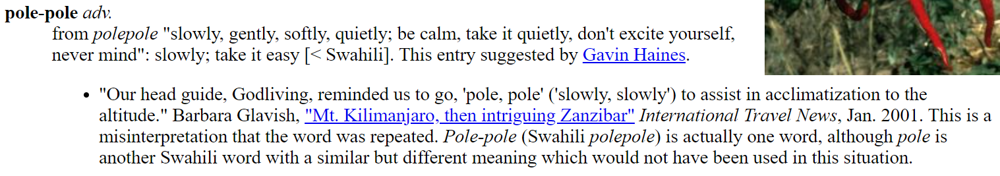 pole-pole adv.
from polepole "slowly, gently, softly, quietly; be calm, take it quietly, don't excite yourself,
never mind": slowly; take it easy [< Swahili]. This entry suggested by Gavin Haines.
• "Our head guide, Godliving, reminded us to go, 'pole, pole' ('slowly, slowly') to assist in acclimatization to the
altitude." Barbara Glavish, "Mt. Kilimanjaro, then intriguing Zanzibar" International Travel News, Jan. 2001. This is a
misinterpretation that the word was repeated. Pole-pole (Swahili polepole) is actually one word, although pole is
another Swahili word with a similar but different meaning which would not have been used in this situation.